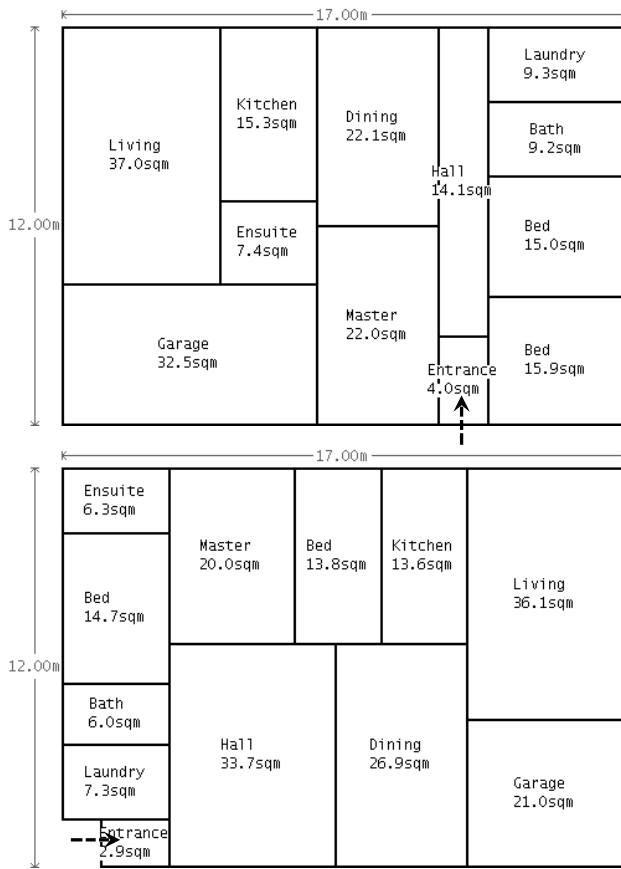 17.00m
12.00m
Living
37.0sqm
Kitchen
15.3sqm
Dining
22.1sqm
Hall
14.1sqm
Laundry
9.3sqm
Bath
9.2sqm
Ensuite
7.4sqm
Bed
15.0sqm
Garage
32.5sqm
Master
22.0sqm
Entrance
4.0sqm
Bed
15.9sqm
17.00m
12.00m
Ensuite
6.3sqm
Master
20.0sqm
Bed
13.8sqm
Kitchen
13.6sqm
Living
36.1sqm
Bed
14.7sqm
Bath
6.0sqm
Laundry
7.3sqm
Hall
33.7sqm
Dining
26.9sqm
Garage
21.0sqm
Entrance
2.9sqm